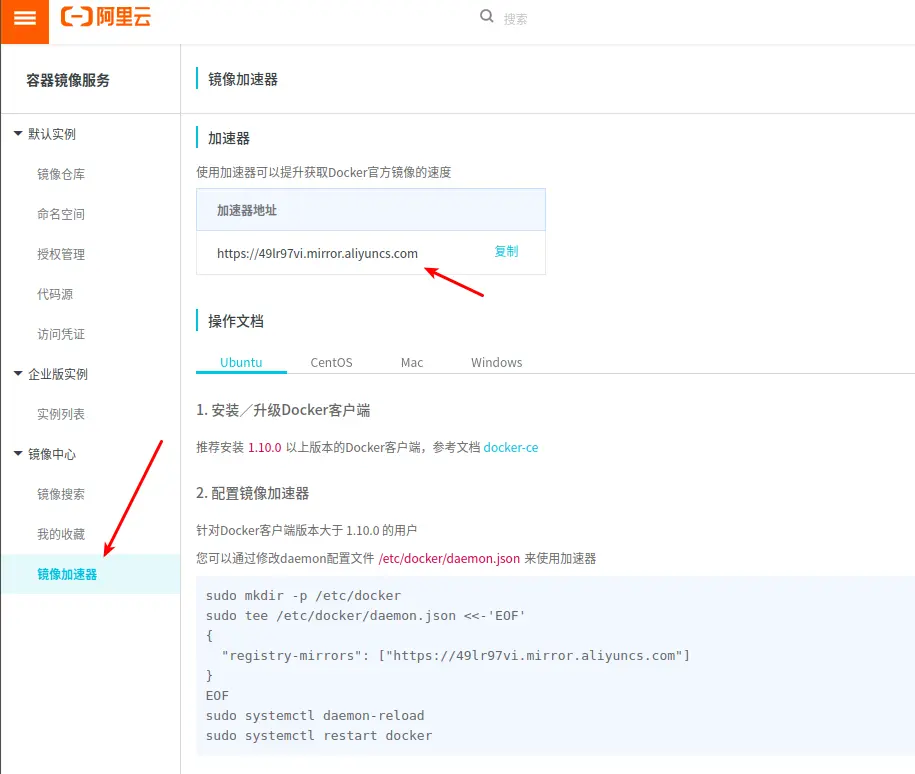 阿里云
搜索
容器镜像服务
镜像加速器
默认实例
镜像仓库
命名空间
授权管理
代码源
访问凭证
企业版实例
实例列表
镜像中心
镜像搜索
我的收藏
镜像加速器
加速器
使用加速器可以提升获取Docker官方镜像的速度
加速器地址
https://49lr97vi.mirror.aliyuncs.com 复制
操作文档
Ubuntu CentOS Mac Windows
1. 安装／升级Docker客户端
推荐安装 1.10.0 以上版本的Docker客户端，参考文档 docker-ce
2. 配置镜像加速器
针对Docker客户端版本大于 1.10.0 的用户
您可以通过修改daemon配置文件 /etc/docker/daemon.json 来使用加速器
sudo mkdir -p /etc/docker
sudo tee /etc/docker/daemon.json <<-'EOF'
{
"registry-mirrors": ["https://49lr97vi.mirror.aliyuncs.com"]
}
EOF
sudo systemctl daemon-reload
sudo systemctl restart docker